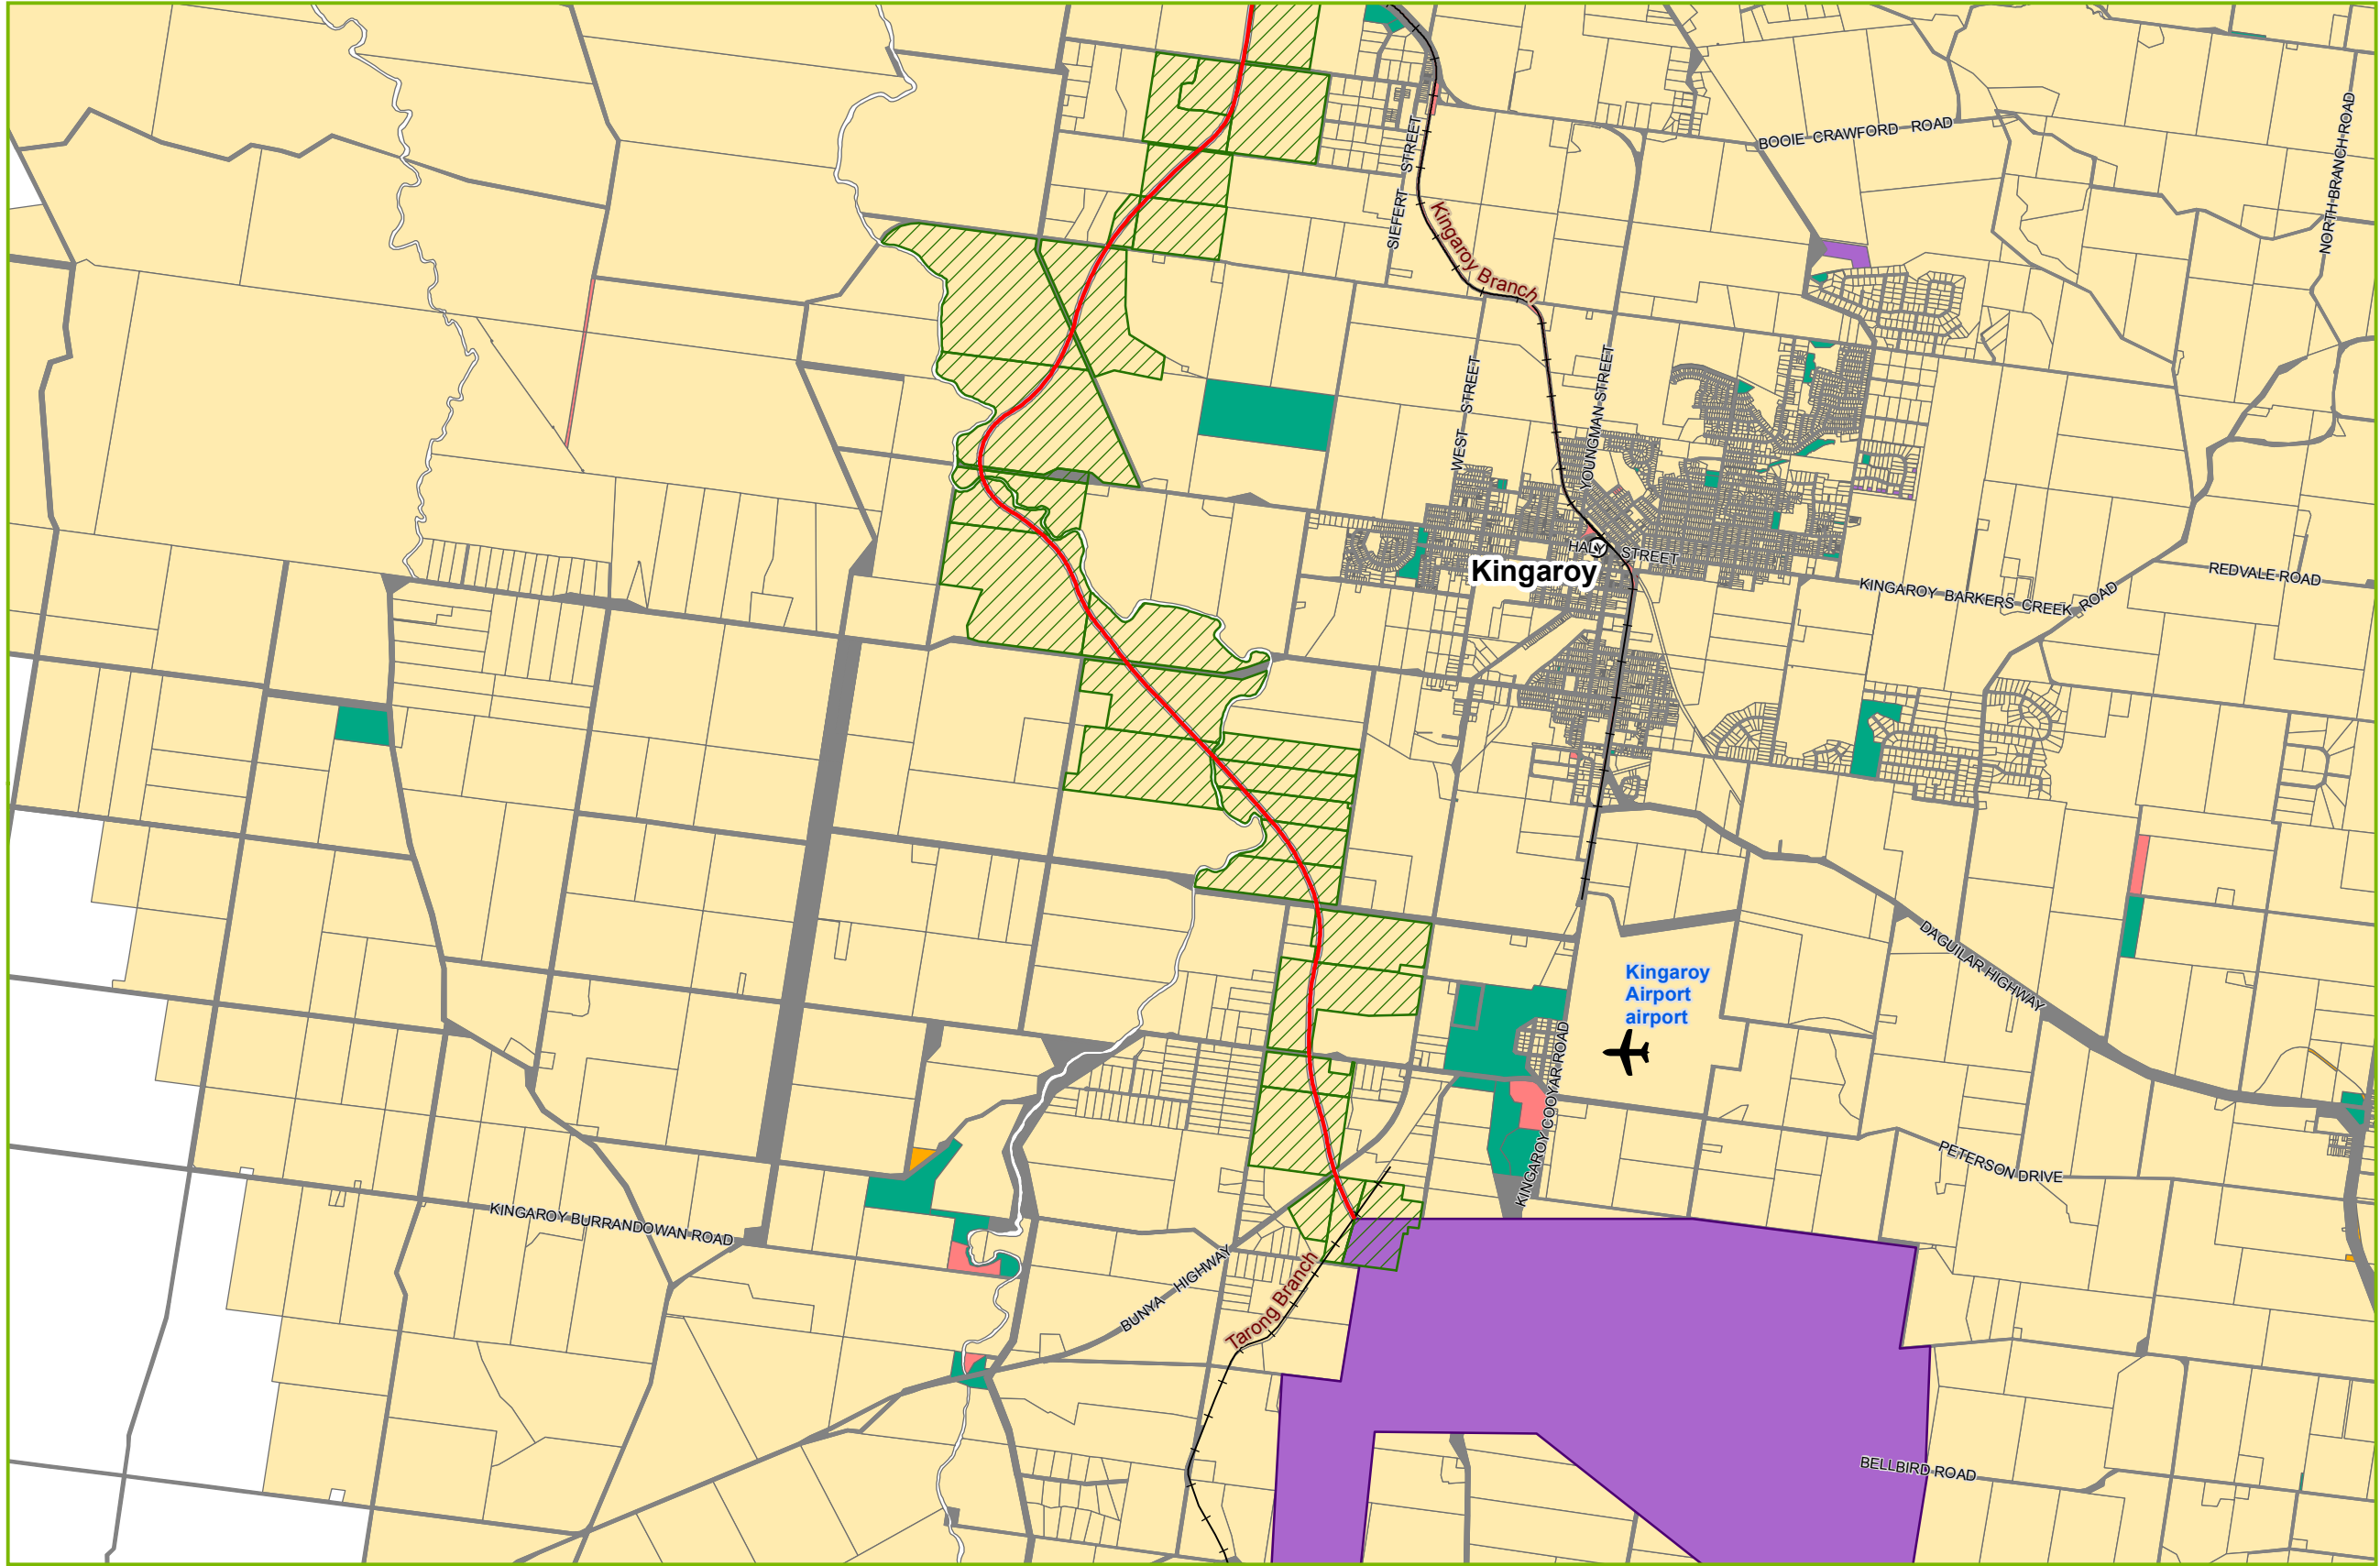 BOOIE CRAWFORD ROAD
NORTH BRANCH ROAD
SIEFERT STREET
Kingaroy Branch
WEST STREET
YOUNGMAN STREET
HALY STREET
Kingaroy
KINGAROY BARKERS CREEK ROAD
REDVALE ROAD
DAGUILAR HIGHWAY
Kingaroy
Airport
airport
KINGAROY COOYAR ROAD
PETERSON DRIVE
KINGAROY BURRANDOWAN ROAD
BUNYA HIGHWAY
Tarong Branch
BELLBIRD ROAD